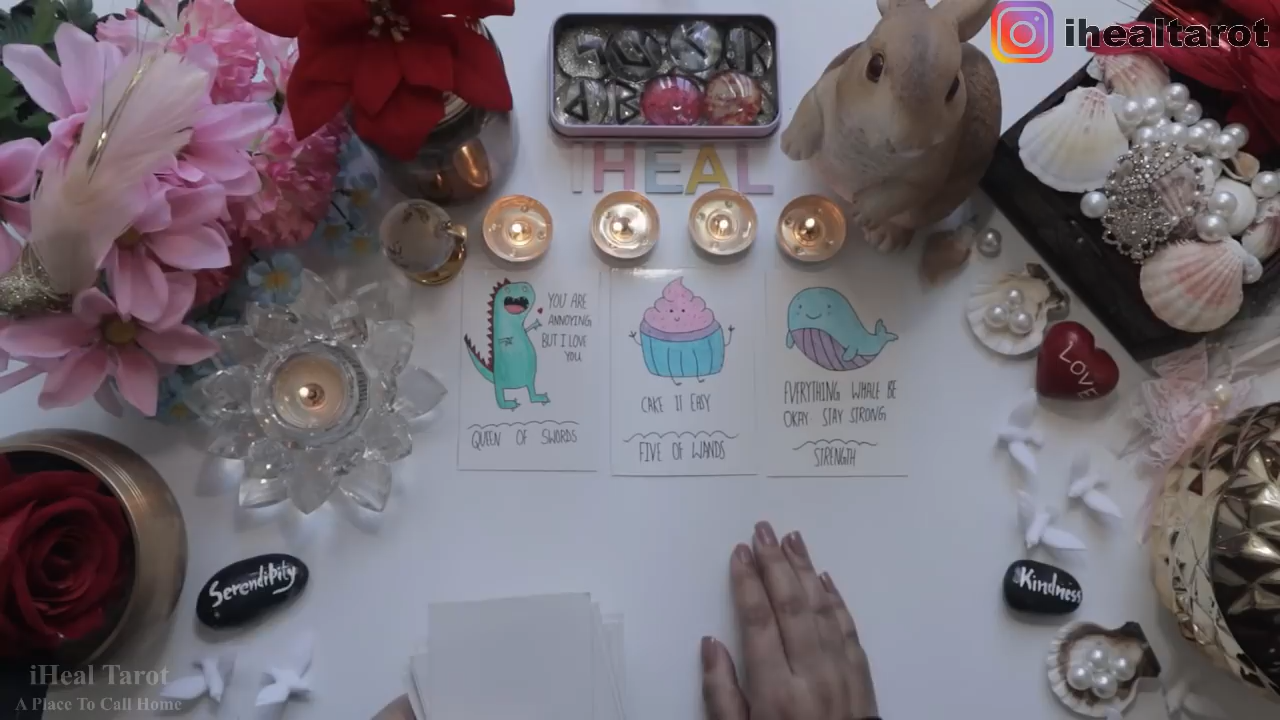 ihealtarot
iHEAL
YOU ARE
ANNOYING
BUT I LOVE
YOU.
QUEEN OF SWORDS
CAKE IT EASY
FIVE OF WANDS
EVERYTHING WHALE BE
OKAY. STAY STRONG.
STRENGTH
LOVE
Serendipity
Kindness
iHeal Tarot
A Place To Call Home